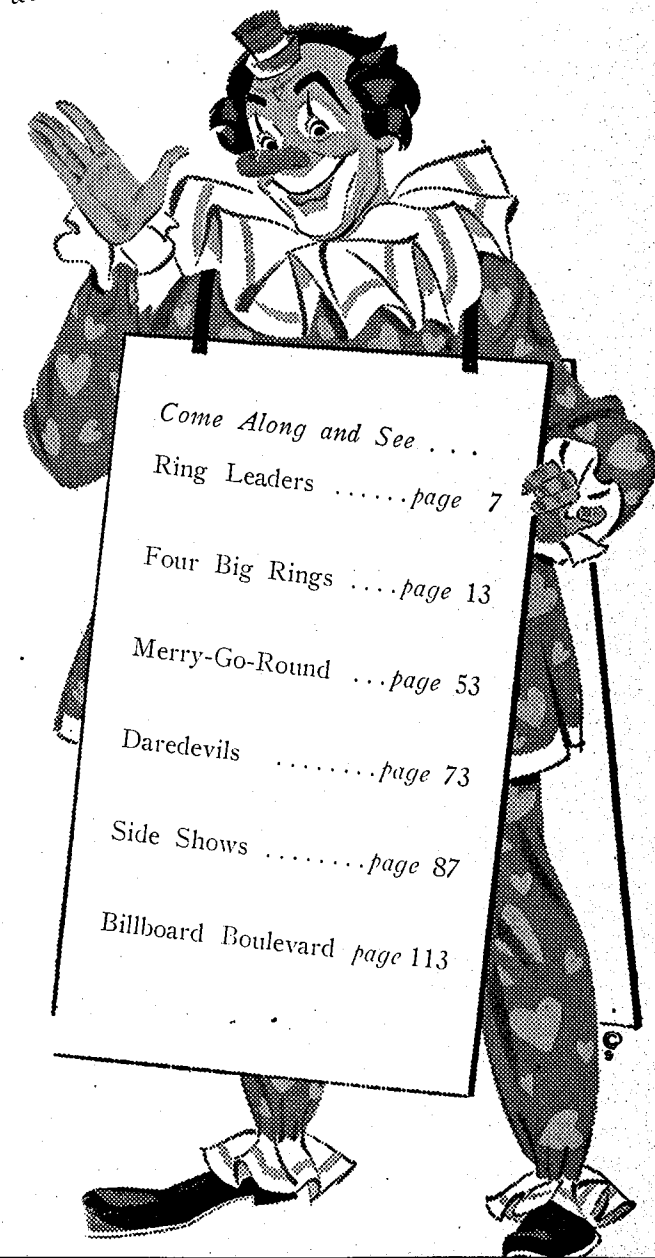 Come Along and See . . .
Ring Leaders ......page 7
Four Big Rings ....page 13
Merry-Go-Round ...page 53
Daredevils ........page 73
Side Shows ........page 87
Billboard Boulevard page 113
©